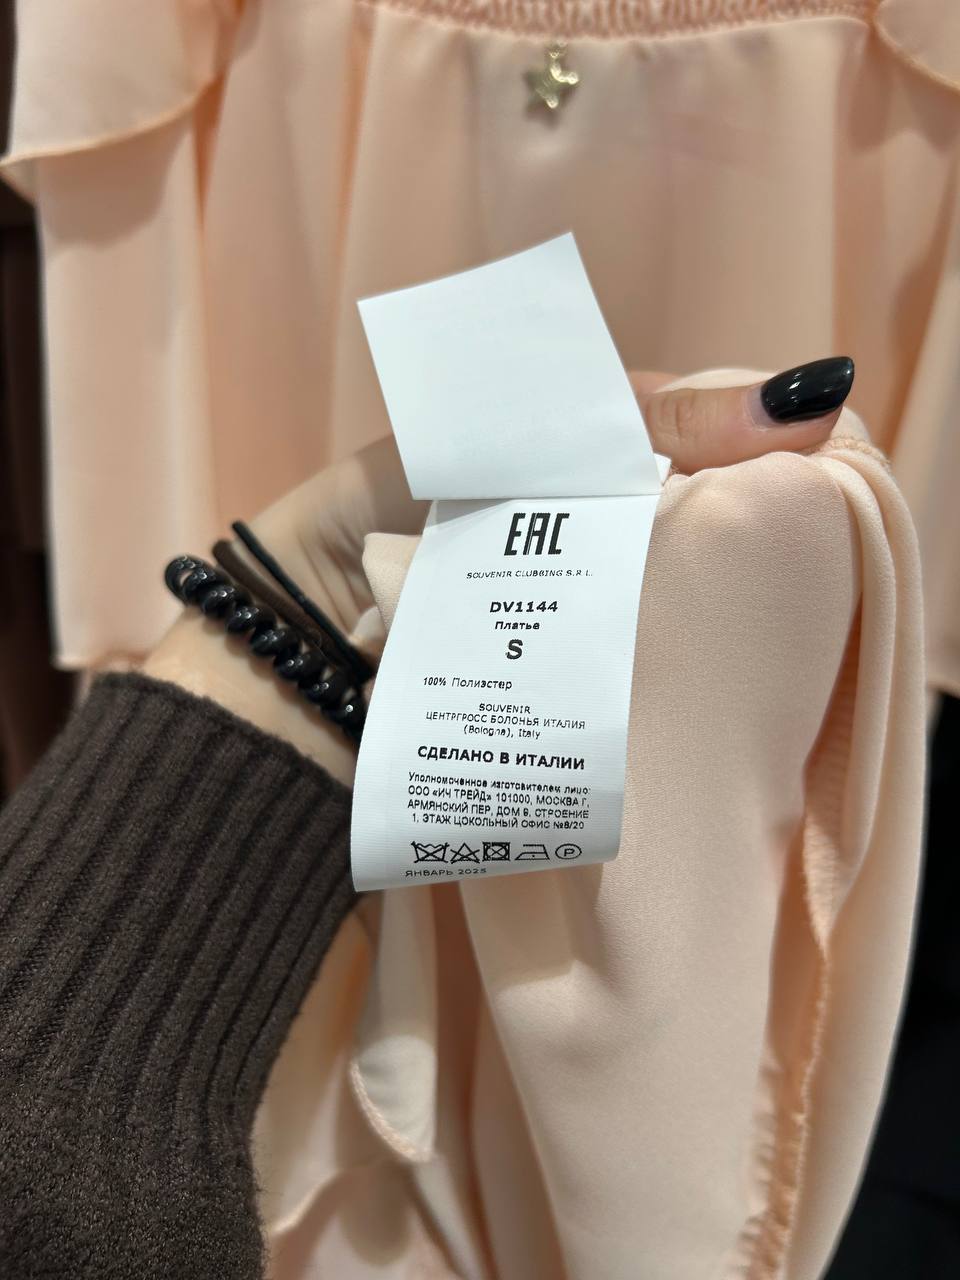 EAC
SOUVENIR CLUBBING S.R.L.
DV1144
Платье
S
100% Полиэстер
SOUVENIR
ЦЕНТРГРОСС БОЛОНЬЯ ИТАЛИЯ
(Bologna), Italy
СДЕЛАНО В ИТАЛИИ
Уполномоченное изготовителем лицо:
ООО «ИЧ ТРЕЙД» 101000, МОСКВА Г,
АРМЯНСКИЙ ПЕР, ДОМ 9, СТРОЕНИЕ
1, ЭТАЖ ЦОКОЛЬНЫЙ ОФИС №8/20
P
ЯНВАРЬ 2025